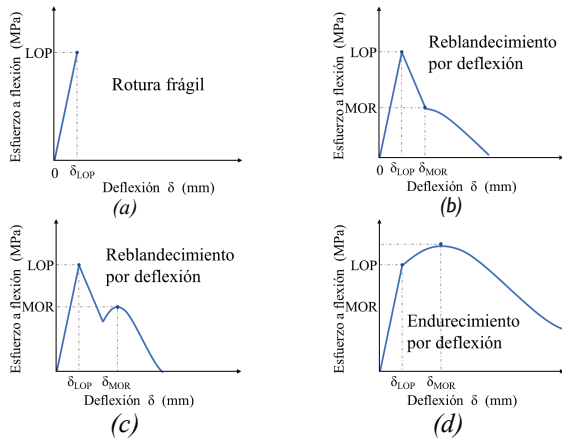 Esfuerzo a flexión (MPa)
LOP
Rotura frágil
0
δLOP
Deflexión δ (mm)
(a)
Esfuerzo a flexión (MPa)
LOP
MOR
Reblandecimiento
por deflexión
0
δLOP
δMOR
Deflexión δ (mm)
(b)
Esfuerzo a flexión (MPa)
LOP
MOR
Reblandecimiento
por deflexión
δLOP
δMOR
Deflexión δ (mm)
(c)
Esfuerzo a flexión (MPa)
LOP
MOR
Endurecimiento
por deflexión
δLOP
δMOR
Deflexión δ (mm)
(d)